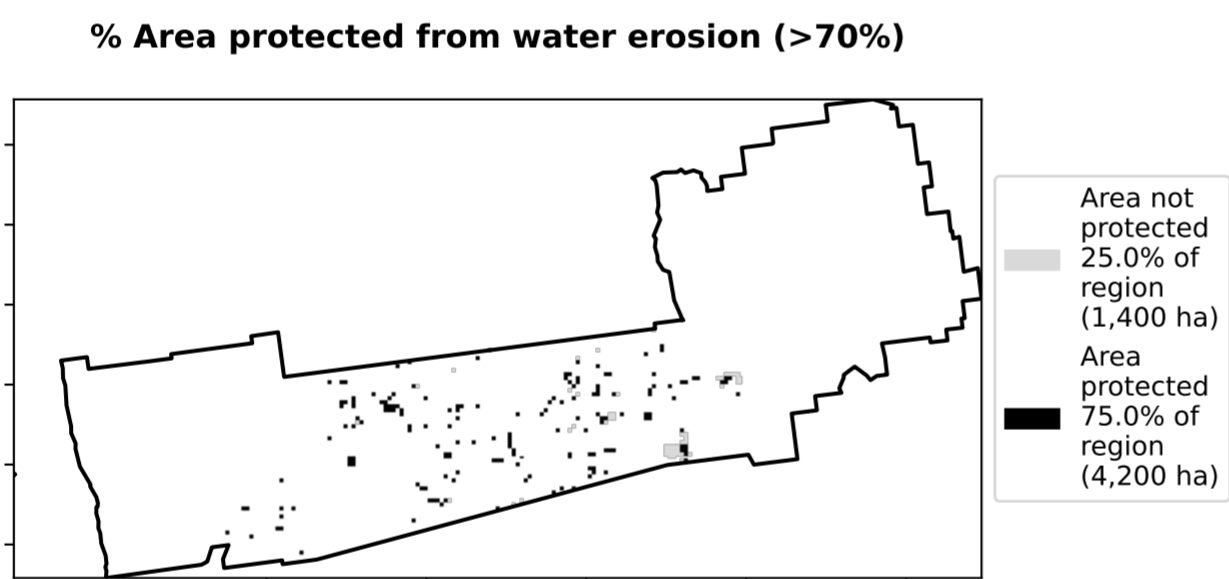 % Area protected from water erosion (>70%)
Area not
protected
25.0% of
region
(1,400 ha)
Area
protected
75.0% of
region
(4,200 ha)